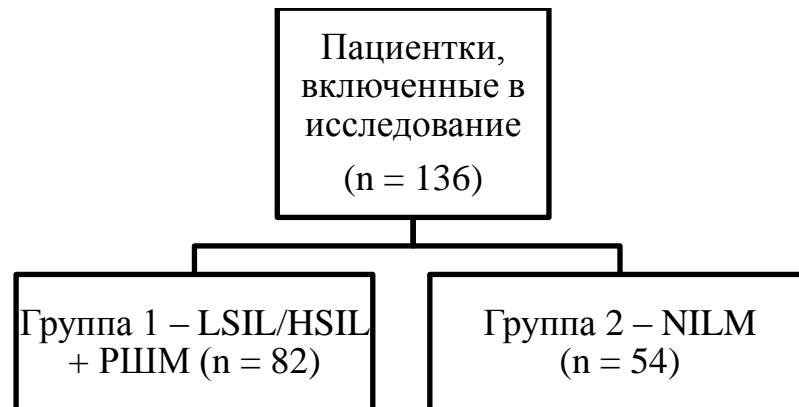 Пациентки,
включенные в
исследование
(n = 136)
Группа 1 – LSIL/HSIL
+ РШМ (n = 82)
Группа 2 – NILM
(n = 54)